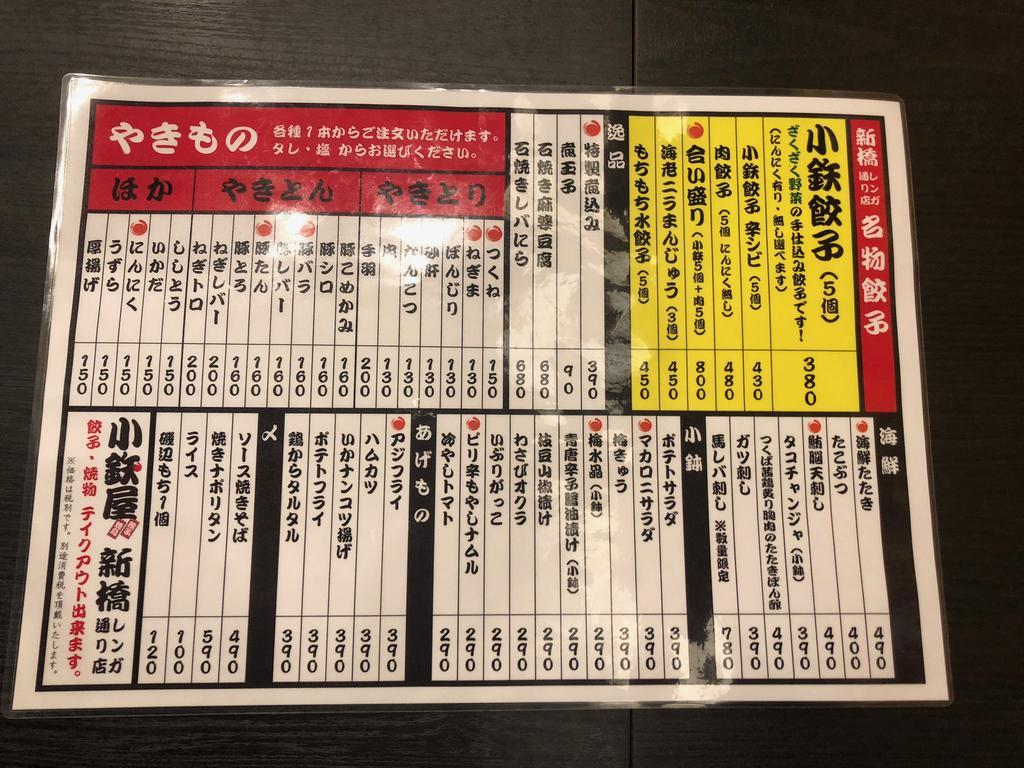 新橋レンガ通り店 名物餃子
小鉄餃子(5個) 380
ざくざく野菜の手仕込み餃子です!
(にんにく有り・無し選べます)
小鉄餃子 辛シビ(5個) 430
肉餃子(5個 にんにく無し) 480
合い盛り(小鉄5個+肉5個) 800
海老ニラまんじゅう(3個) 450
もちもち水餃子(5個) 450
逸品
特製煮込み 390
煮玉子 90
石焼き麻婆豆腐 680
石焼きレバにら 680
やきもの
各種1本からご注文いただけます。
タレ・塩 からお選びください。
やきとり
つくね 150
ねぎま 130
ぼんじり 130
砂肝 130
なんこつ 130
肉 130
手羽 200
やきとん
豚こめかみ 160
豚シロ 160
豚バラ 160
豚レバー 160
豚たん 160
豚とろ 160
ほか
ねぎレバー 200
ねぎトロ 200
ししとう 150
いかだ 150
にんにく 150
うずら 150
厚揚げ 150
海鮮
海鮮たたき 490
たこぶつ 400
鮪脳天刺し 490
タコチャンジャ(小鉢) 390
つくば茜鶏炙り胸肉のたたきぽん酢 490
ガツ刺し 390
馬レバ刺し ※数量限定 780
小鉢
ポテトサラダ 390
マカロニサラダ 390
梅きゅう 390
梅水晶(小鉢) 290
青唐辛子醤油漬け(小鉢) 290
枝豆山椒漬け 290
わさびオクラ 290
いぶりがっこ 290
ピリ辛もやしナムル 290
冷やしトマト 290
あげもの
アジフライ 390
ハムカツ 390
いかナンコツ揚げ 390
ポテトフライ 390
鶏からタルタル 390
〆
ソース焼きそば 490
焼きナポリタン 590
ライス 100
磯辺もち1個 120
小鉄屋 新橋レンガ通り店
餃子・焼物 テイクアウト出来ます。
※価格は税別です。別途消費税を頂戴いたします。